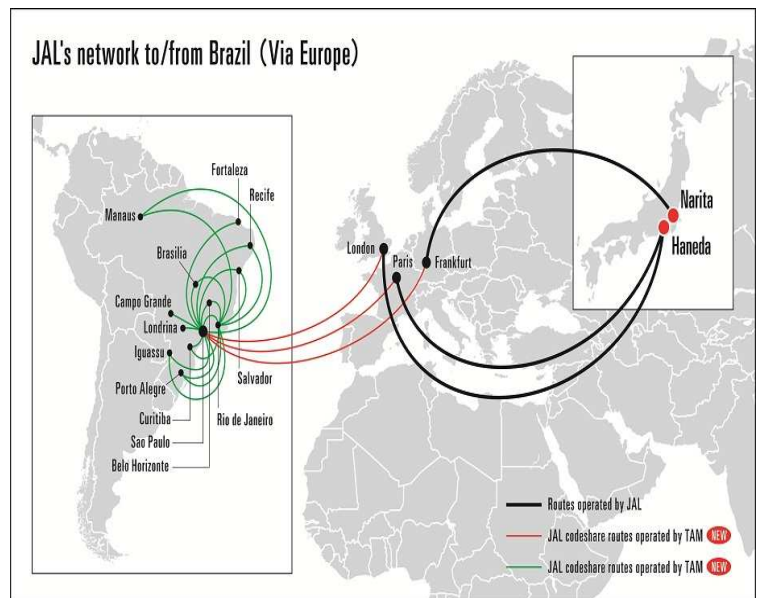 JAL's network to/from Brazil (Via Europe)
Fortaleza
Recife
Manaus
Brasilia
Campo Grande
Londrina
Iguassu
Porto Alegre
Salvador
Curitiba
Rio de Janeiro
São Paulo
Belo Horizonte
London
Paris
Frankfurt
Narita
Haneda
Routes operated by JAL
JAL codeshare routes operated by TAM NEW
JAL codeshare routes operated by TAM NEW